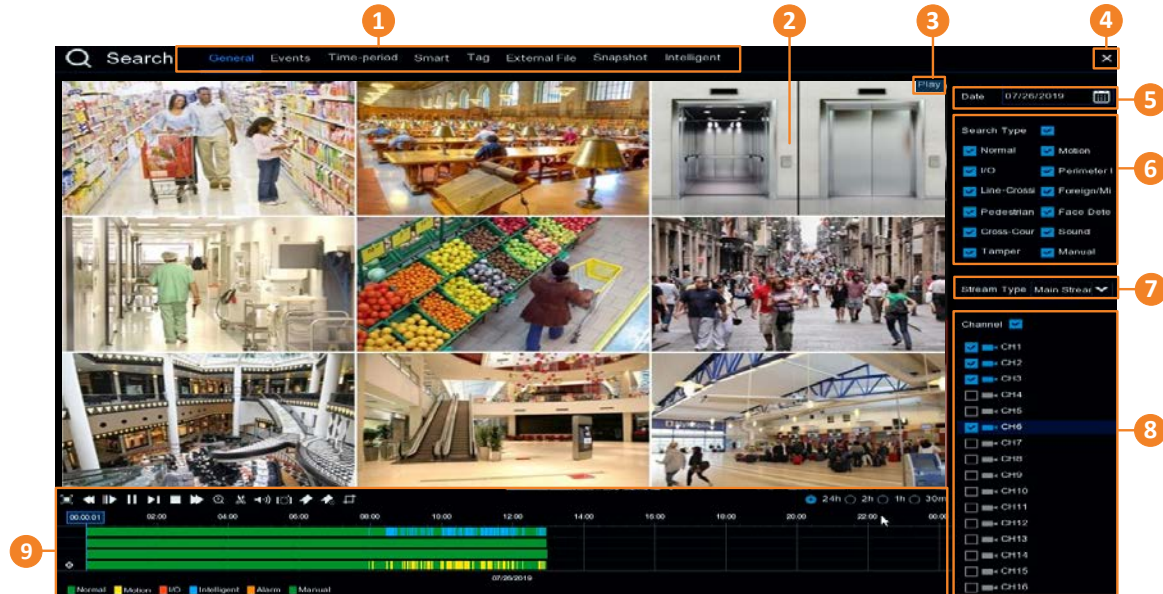 1 2 3 4
Search General Events Time-period Smart Tag External File Snapshot Intelligent
Play
Date 07/26/2019
5
Search Type
Normal Motion
I/O Perimeter I
6
Line-Crossi Foreign/Mi
Pedestrian Face Dete
Cross-Cour Sound
Tamper Manual
Stream Type Main Strear
7
Channel
CH1
CH2
CH3
CH4
CH5
CH6
8
CH7
CH8
CH9
CH10
CH11
CH12
CH13
CH14
CH15
CH16
24h 2h 1h 30m
00:00:01 02:00 04:00 06:00 08:00 10:00 12:00 14:00 16:00 18:00 20:00 22:00 00:00
9
07/26/2019
Normal Motion I/O Intelligent Alarm Manual